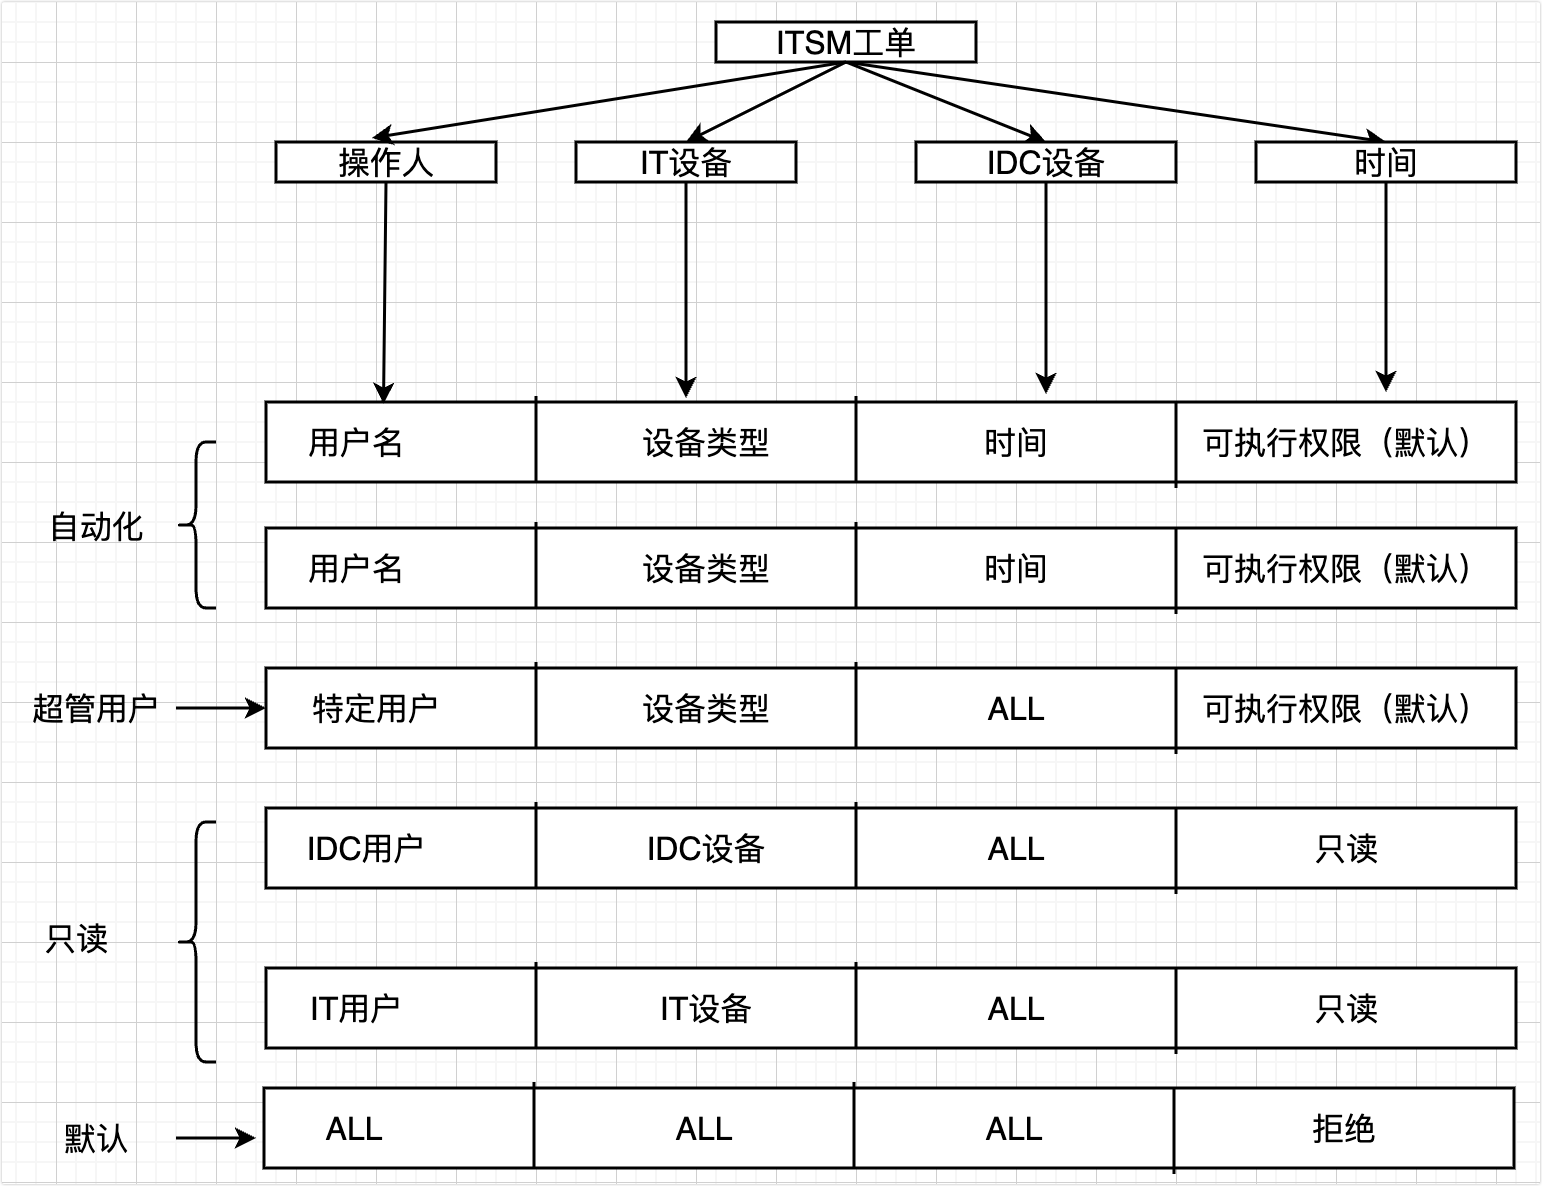 ITSM工单
操作人 IT设备 IDC设备 时间
用户名 设备类型 时间 可执行权限（默认）
自动化
用户名 设备类型 时间 可执行权限（默认）
超管用户 特定用户 设备类型 ALL 可执行权限（默认）
IDC用户 IDC设备 ALL 只读
只读
IT用户 IT设备 ALL 只读
默认 ALL ALL ALL 拒绝